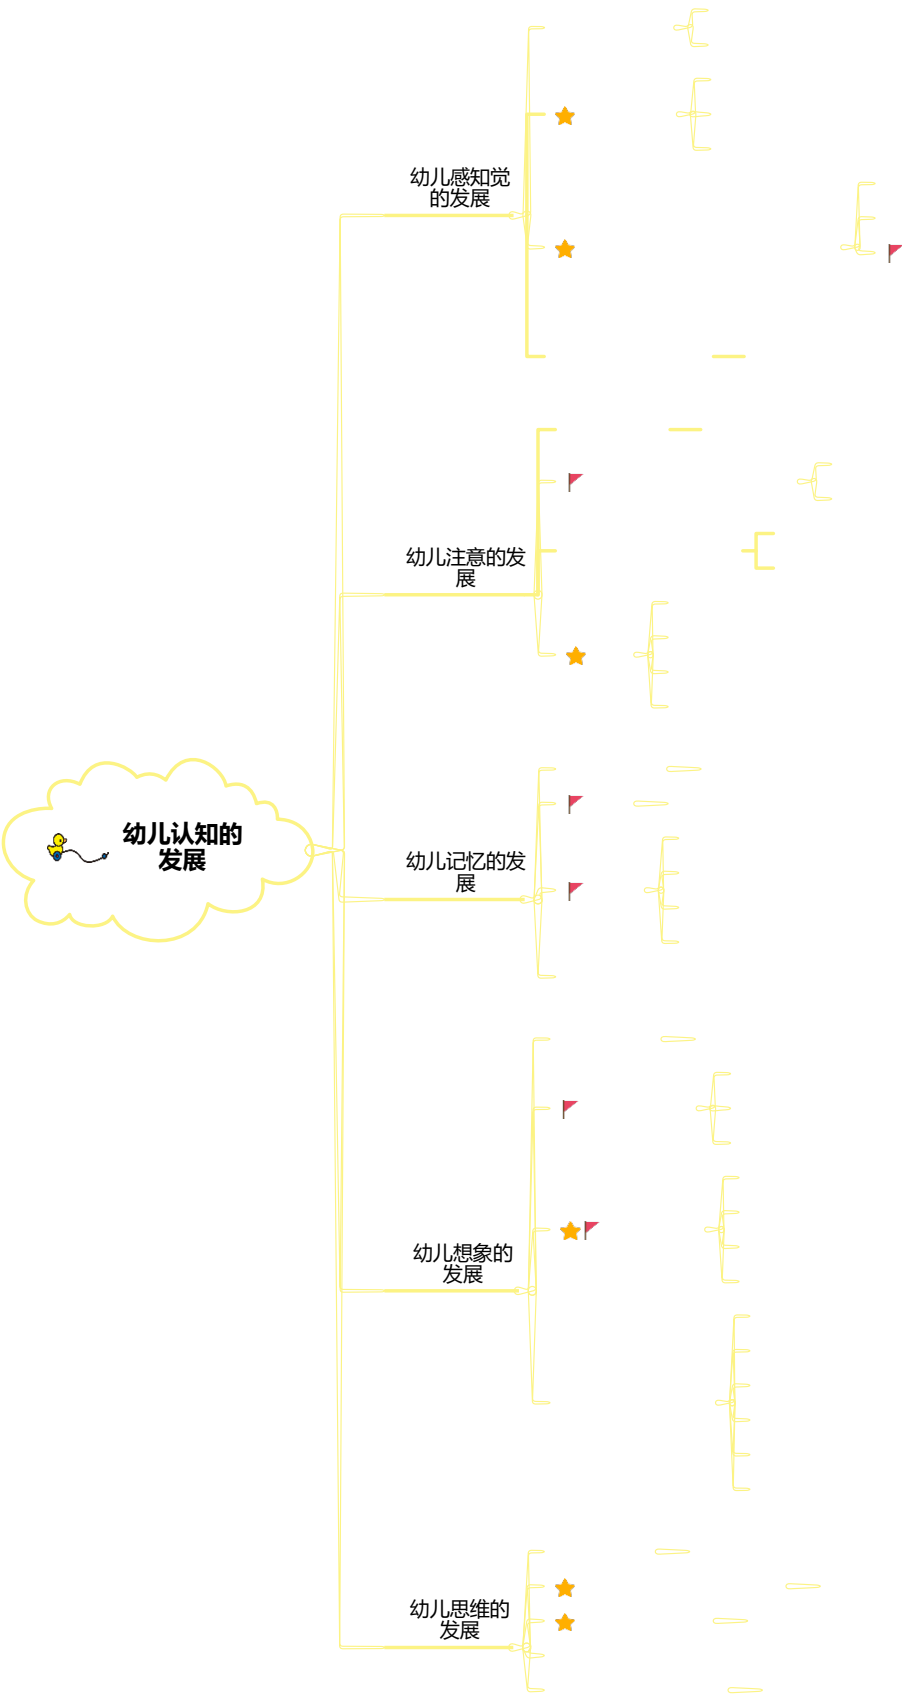 幼儿感知觉
的发展
幼儿注意的发
展
幼儿认知的
发展
幼儿记忆的发
展
幼儿想象的
发展
幼儿思维的
发展